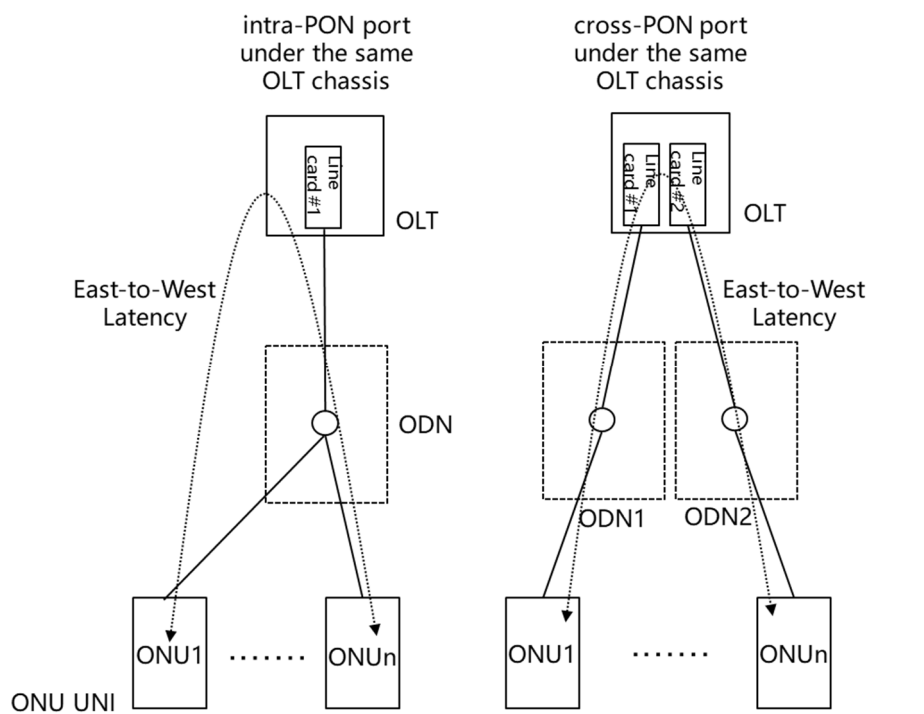 intra-PON port
under the same
OLT chassis
cross-PON port
under the same
OLT chassis
Line
card #1
OLT
Line
card #1
Line
card #2
OLT
East-to-West
Latency
East-to-West
Latency
ODN
ODN1
ODN2
ONU1
.......
ONUn
ONU1
.......
ONUn
ONU UNI